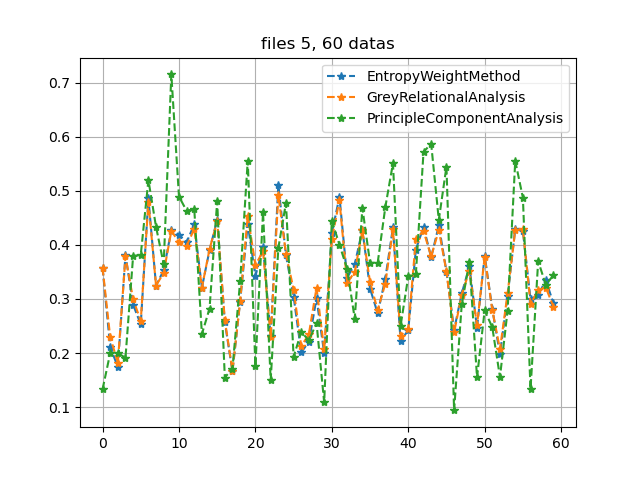 files 5, 60 datas
EntropyWeightMethod
GreyRelationalAnalysis
PrincipleComponentAnalysis
0.7
0.6
0.5
0.4
0.3
0.2
0.1
0 10 20 30 40 50 60